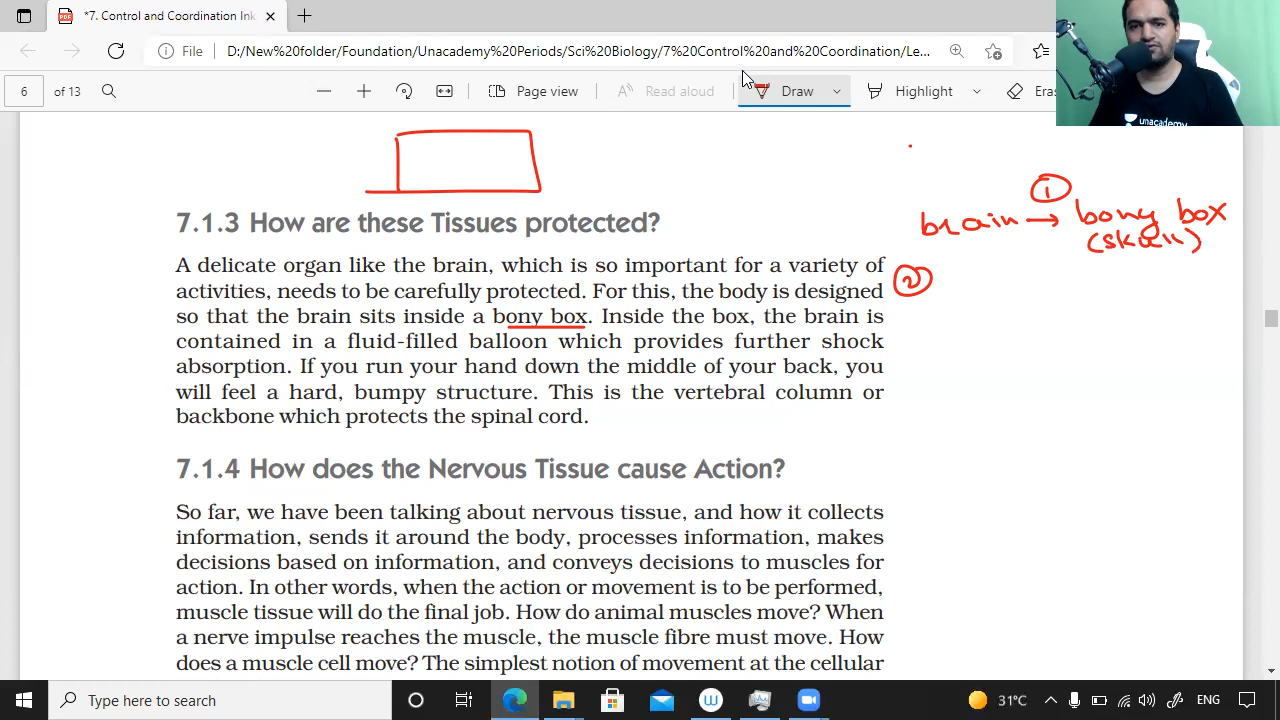 *7. Control and Coordination Ink
File
D:/New%20folder/Foundation/Unacademy%20Periods/Sci%20Biology/7%20Control%20and%20Coordination/Le...
6 of 13
Page view
Read aloud
Draw
Highlight
Eras
unacademy
1
brain → bony box
(skull)
2
7.1.3 How are these Tissues protected?
A delicate organ like the brain, which is so important for a variety of
activities, needs to be carefully protected. For this, the body is designed
so that the brain sits inside a bony box. Inside the box, the brain is
contained in a fluid-filled balloon which provides further shock
absorption. If you run your hand down the middle of your back, you
will feel a hard, bumpy structure. This is the vertebral column or
backbone which protects the spinal cord.
7.1.4 How does the Nervous Tissue cause Action?
So far, we have been talking about nervous tissue, and how it collects
information, sends it around the body, processes information, makes
decisions based on information, and conveys decisions to muscles for
action. In other words, when the action or movement is to be performed,
muscle tissue will do the final job. How do animal muscles move? When
a nerve impulse reaches the muscle, the muscle fibre must move. How
does a muscle cell move? The simplest notion of movement at the cellular
Type here to search
31°C
ENG